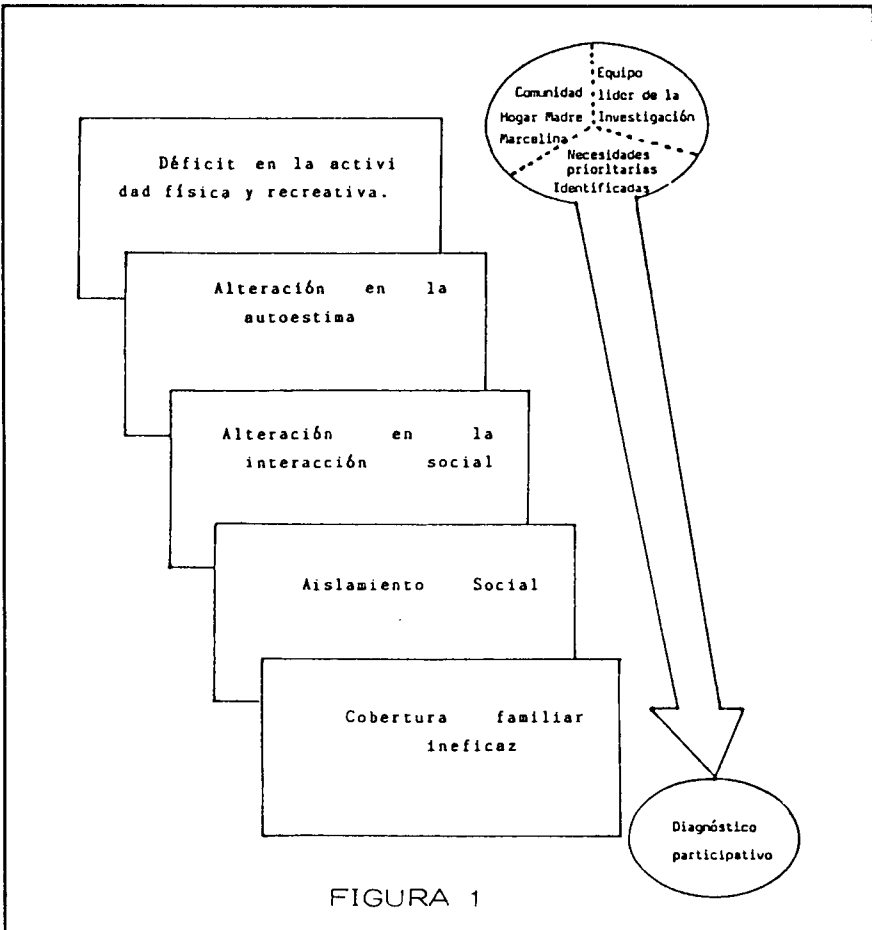 Comunidad
Hogar Madre
Marcelina
Equipo
lider de la
Investigación
Necesidades
prioritarias
Identificadas
Déficit en la activi
dad física y recreativa.
Alteración en la
autoestima
Alteración en la
interacción social
Aislamiento Social
Cobertura familiar
ineficaz
Diagnóstico
participativo
FIGURA 1